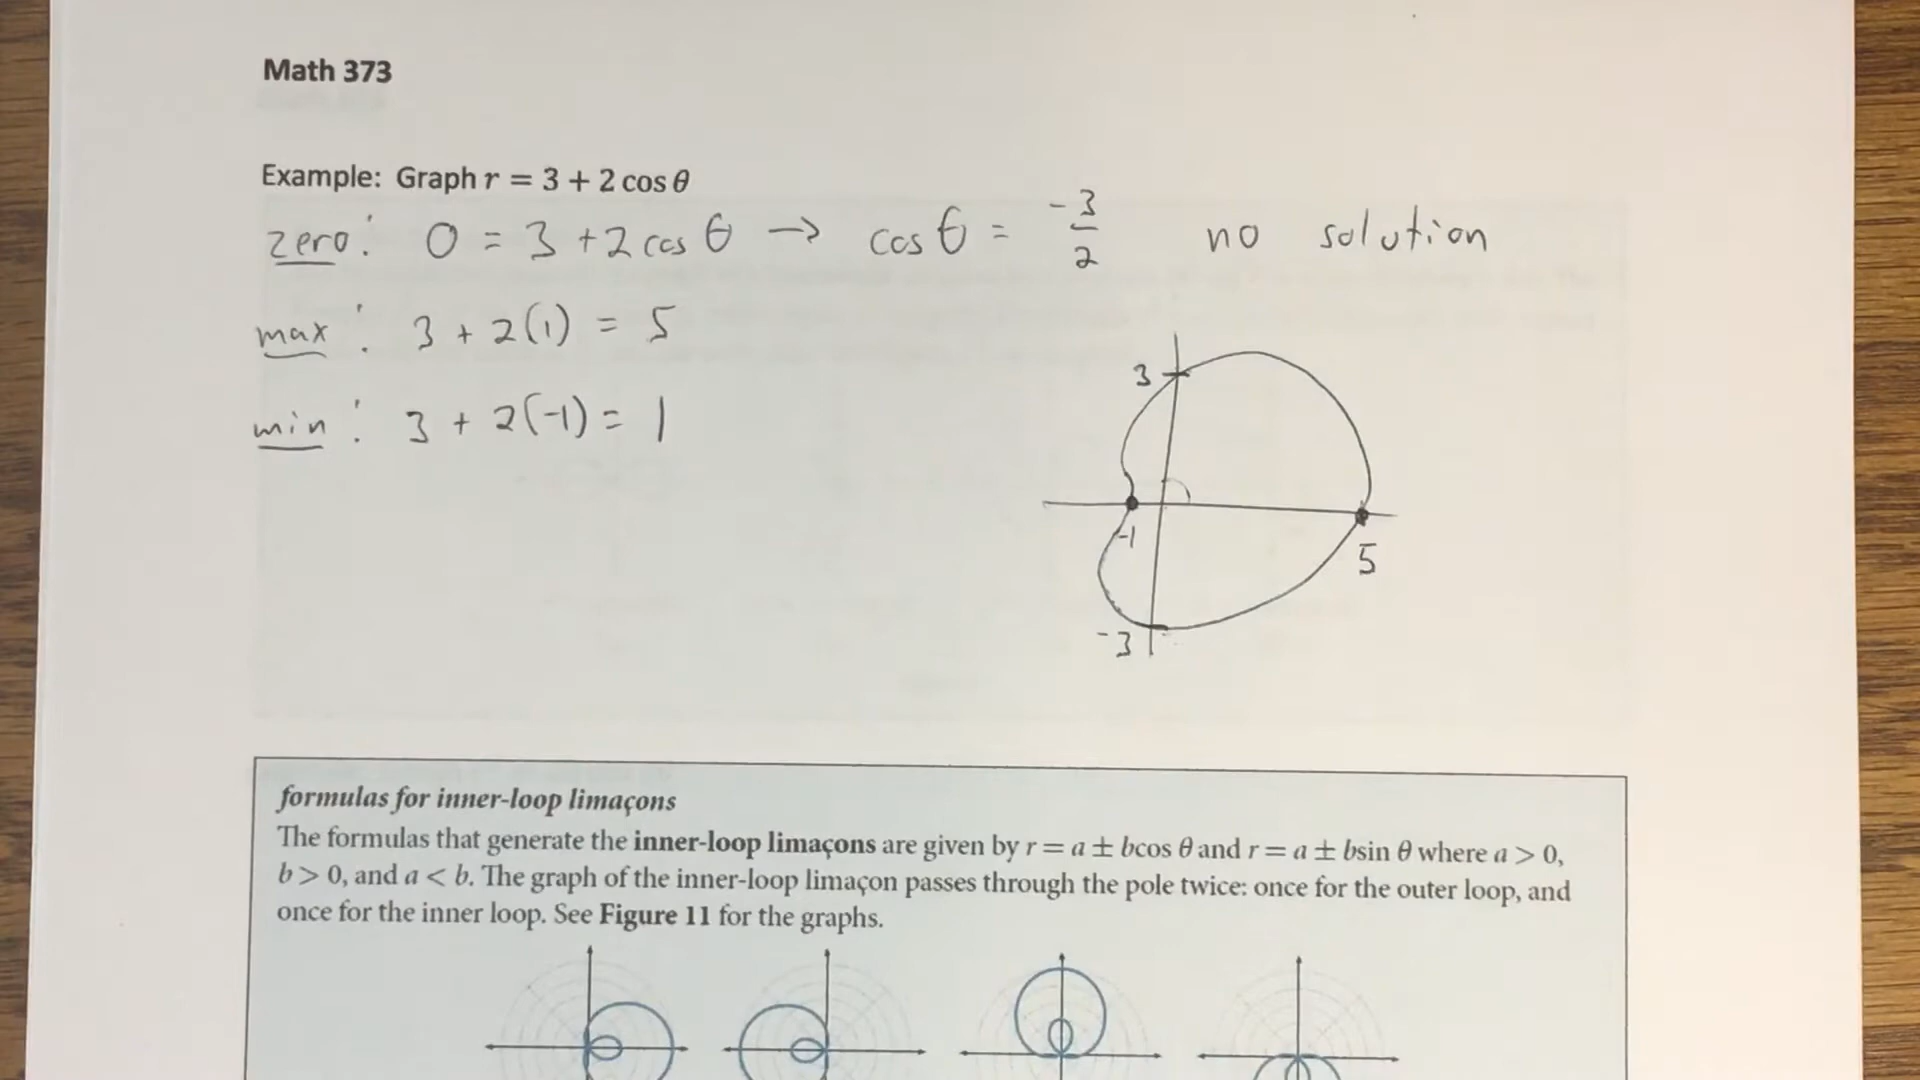 Math 373
Example: Graph r = 3 + 2 cos θ
zero: 0 = 3 + 2 cos θ → cos θ = -3/2 no solution
max: 3 + 2(1) = 5
min: 3 + 2(-1) = 1
3
-1
5
-3
formulas for inner-loop limaçons
The formulas that generate the inner-loop limaçons are given by r = a ± bcos θ and r = a ± bsin θ where a > 0,
b > 0, and a < b. The graph of the inner-loop limaçon passes through the pole twice: once for the outer loop, and
once for the inner loop. See Figure 11 for the graphs.